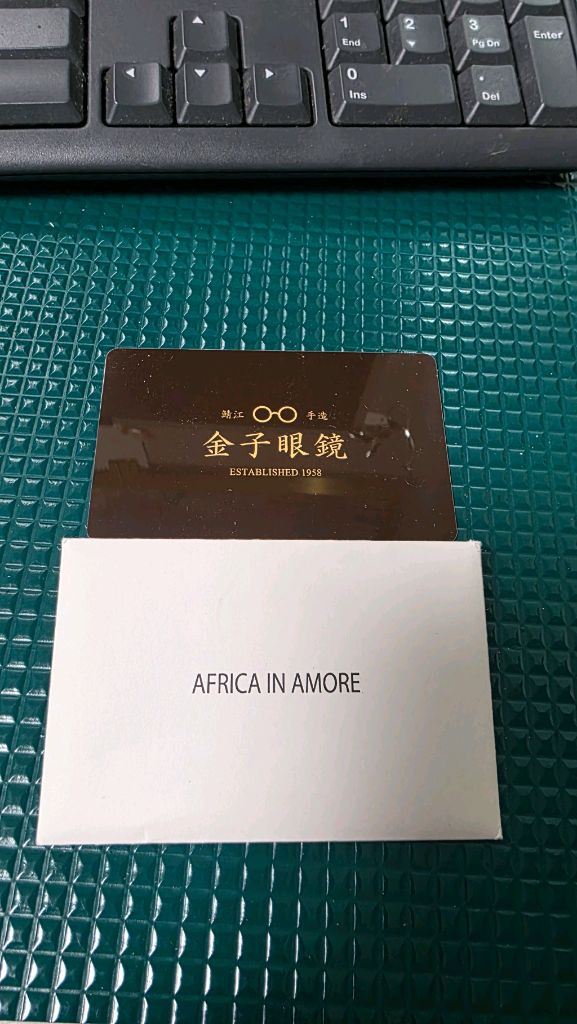 1 End
2
3 Pg Dn
Enter
0 Ins
. Del
鯖江 手造
金子眼鏡
ESTABLISHED 1958
AFRICA IN AMORE